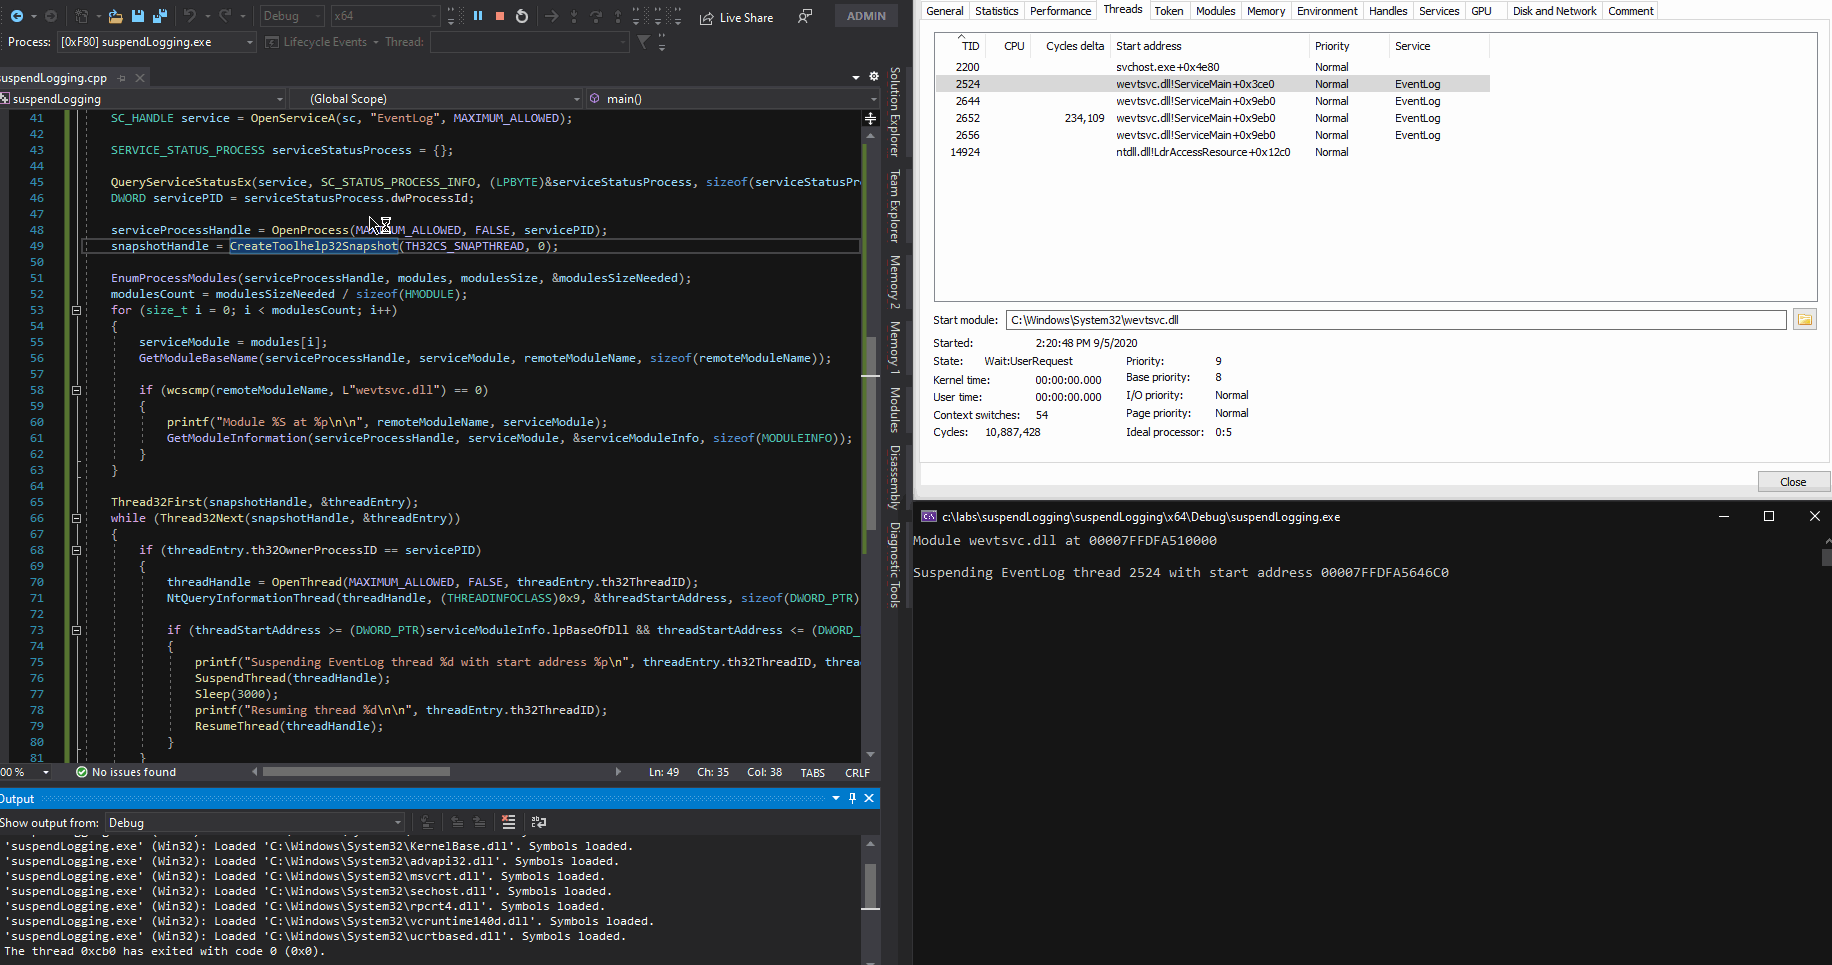 Debug
x64
Live Share
ADMIN
Process: [0xF80] suspendLogging.exe
Lifecycle Events
Thread:
suspendLogging.cpp
suspendLogging
(Global Scope)
main()
41 SC_HANDLE service = OpenServiceA(sc, "EventLog", MAXIMUM_ALLOWED);
42
43 SERVICE_STATUS_PROCESS serviceStatusProcess = {};
44
45 QueryServiceStatusEx(service, SC_STATUS_PROCESS_INFO, (LPBYTE)&serviceStatusProcess, sizeof(serviceStatusPr
46 DWORD servicePID = serviceStatusProcess.dwProcessId;
47
48 serviceProcessHandle = OpenProcess(MAXIMUM_ALLOWED, FALSE, servicePID);
49 snapshotHandle = CreateToolhelp32Snapshot(TH32CS_SNAPTHREAD, 0);
50
51 EnumProcessModules(serviceProcessHandle, modules, modulesSize, &modulesSizeNeeded);
52 modulesCount = modulesSizeNeeded / sizeof(HMODULE);
53 for (size_t i = 0; i < modulesCount; i++)
54 {
55 serviceModule = modules[i];
56 GetModuleBaseName(serviceProcessHandle, serviceModule, remoteModuleName, sizeof(remoteModuleName));
57
58 if (wcscmp(remoteModuleName, L"wevtsvc.dll") == 0)
59 {
60 printf("Module %S at %p\n\n", remoteModuleName, serviceModule);
61 GetModuleInformation(serviceProcessHandle, serviceModule, &serviceModuleInfo, sizeof(MODULEINFO));
62 }
63 }
64
65 Thread32First(snapshotHandle, &threadEntry);
66 while (Thread32Next(snapshotHandle, &threadEntry))
67 {
68 if (threadEntry.th32OwnerProcessID == servicePID)
69 {
70 threadHandle = OpenThread(MAXIMUM_ALLOWED, FALSE, threadEntry.th32ThreadID);
71 NtQueryInformationThread(threadHandle, (THREADINFOCLASS)0x9, &threadStartAddress, sizeof(DWORD_PTR)
72
73 if (threadStartAddress >= (DWORD_PTR)serviceModuleInfo.lpBaseOfDll && threadStartAddress <= (DWORD_
74 {
75 printf("Suspending EventLog thread %d with start address %p\n", threadEntry.th32ThreadID, threa
76 SuspendThread(threadHandle);
77 Sleep(3000);
78 printf("Resuming thread %d\n\n", threadEntry.th32ThreadID);
79 ResumeThread(threadHandle);
80 }
81 }
00 %
No issues found
Ln: 49 Ch: 35 Col: 38 TABS CRLF
Output
Show output from: Debug
'suspendLogging.exe' (Win32): Loaded 'C:\Windows\System32\KernelBase.dll'. Symbols loaded.
'suspendLogging.exe' (Win32): Loaded 'C:\Windows\System32\advapi32.dll'. Symbols loaded.
'suspendLogging.exe' (Win32): Loaded 'C:\Windows\System32\msvcrt.dll'. Symbols loaded.
'suspendLogging.exe' (Win32): Loaded 'C:\Windows\System32\sechost.dll'. Symbols loaded.
'suspendLogging.exe' (Win32): Loaded 'C:\Windows\System32\rpcrt4.dll'. Symbols loaded.
'suspendLogging.exe' (Win32): Loaded 'C:\Windows\System32\vcruntime140d.dll'. Symbols loaded.
'suspendLogging.exe' (Win32): Loaded 'C:\Windows\System32\ucrtbased.dll'. Symbols loaded.
The thread 0xcb0 has exited with code 0 (0x0).
Solution Explorer
Team Explorer
Memory 2
Memory 1
Modules
Disassembly
Diagnostic Tools
General Statistics Performance Threads Token Modules Memory Environment Handles Services GPU Disk and Network Comment
TID CPU Cycles delta Start address Priority Service
2200 svchost.exe+0x4e80 Normal
2524 wevtsvc.dll!ServiceMain+0x3ce0 Normal EventLog
2644 wevtsvc.dll!ServiceMain+0x9eb0 Normal EventLog
2652 234,109 wevtsvc.dll!ServiceMain+0x9eb0 Normal EventLog
2656 wevtsvc.dll!ServiceMain+0x9eb0 Normal EventLog
14924 ntdll.dll!LdrAccessResource+0x12c0 Normal
Start module: C:\Windows\System32\wevtsvc.dll
Started: 2:20:48 PM 9/5/2020
State: Wait:UserRequest Priority: 9
Kernel time: 00:00:00.000 Base priority: 8
User time: 00:00:00.000 I/O priority: Normal
Context switches: 54 Page priority: Normal
Cycles: 10,887,428 Ideal processor: 0:5
Close
c:\labs\suspendLogging\suspendLogging\x64\Debug\suspendLogging.exe
Module wevtsvc.dll at 00007FFDFA510000
Suspending EventLog thread 2524 with start address 00007FFDFA5646C0